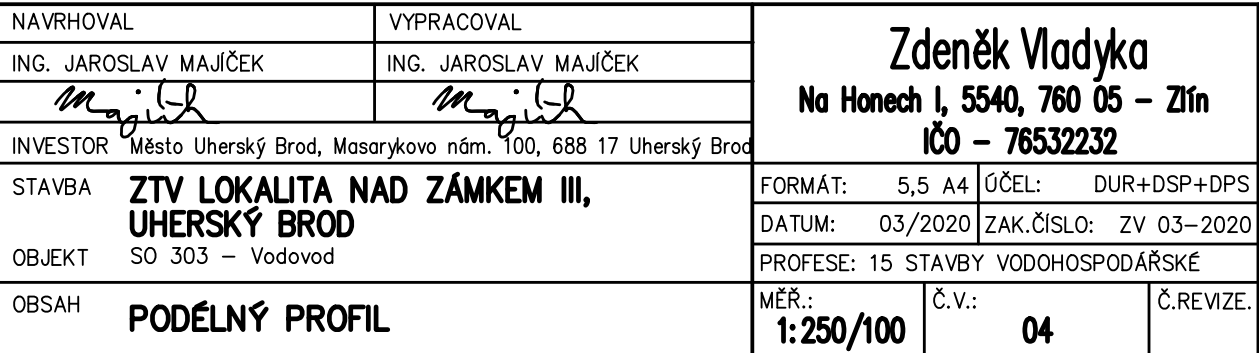 NAVRHOVAL
VYPRACOVAL
ING. JAROSLAV MAJÍČEK
ING. JAROSLAV MAJÍČEK
INVESTOR Město Uherský Brod, Masarykovo nám. 100, 688 17 Uherský Brod
STAVBA ZTV LOKALITA NAD ZÁMKEM III,
UHERSKÝ BROD
OBJEKT SO 303 – Vodovod
OBSAH PODÉLNÝ PROFIL
Zdeněk Vladyka
Na Honech I, 5540, 760 05 – Zlín
IČO – 76532232
FORMÁT: 5,5 A4 ÚČEL: DUR+DSP+DPS
DATUM: 03/2020 ZAK.ČÍSLO: ZV 03–2020
PROFESE: 15 STAVBY VODOHOSPODÁŘSKÉ
MĚŘ.: Č.V.: Č.REVIZE.
1:250/100 04